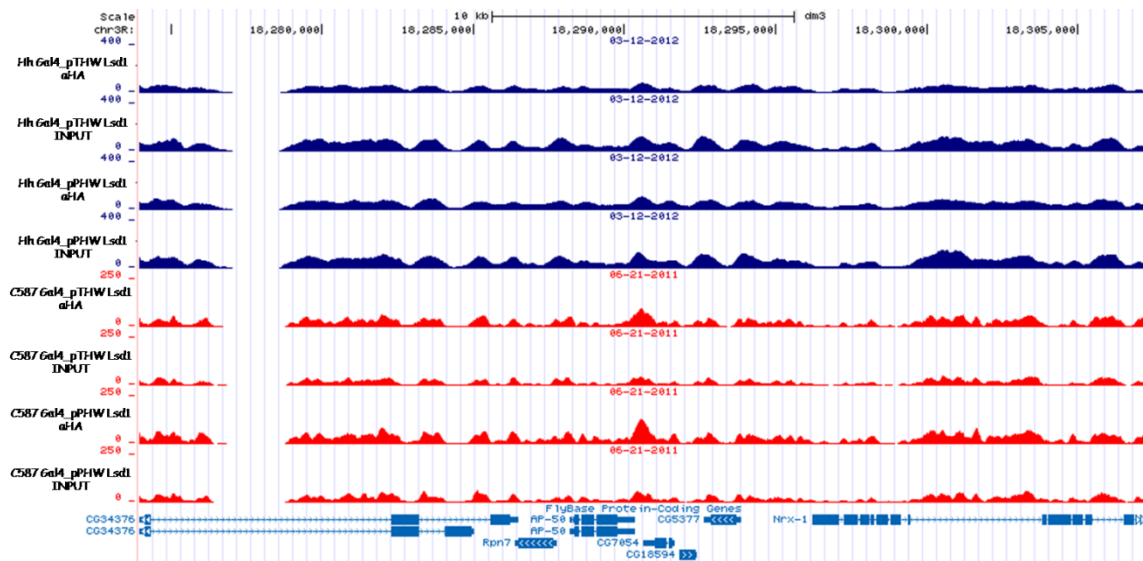 Scale 10 kb dm3
chr3R: 18,280,000 18,285,000 18,290,000 18,295,000 18,300,000 18,305,000
400 _ 03-12-2012
Hh Gal4_pTHW Lsd1
αHA
0 _
400 _ 03-12-2012
Hh Gal4_pTHW Lsd1
INPUT
0 _
400 _ 03-12-2012
Hh Gal4_pPHW Lsd1
αHA
0 _
400 _ 03-12-2012
Hh Gal4_pPHW Lsd1
INPUT
0 _
250 _ 06-21-2011
C587 Gal4_pTHW Lsd1
αHA
0 _
250 _ 06-21-2011
C587 Gal4_pTHW Lsd1
INPUT
0 _
250 _ 06-21-2011
C587 Gal4_pPHW Lsd1
αHA
0 _
250 _ 06-21-2011
C587 Gal4_pPHW Lsd1
INPUT
0 _
FlyBase Protein-Coding Genes
CG34376 AP-50 CG5377 Nrx-1
CG34376 AP-50
Rpn7 CG7054
CG18594